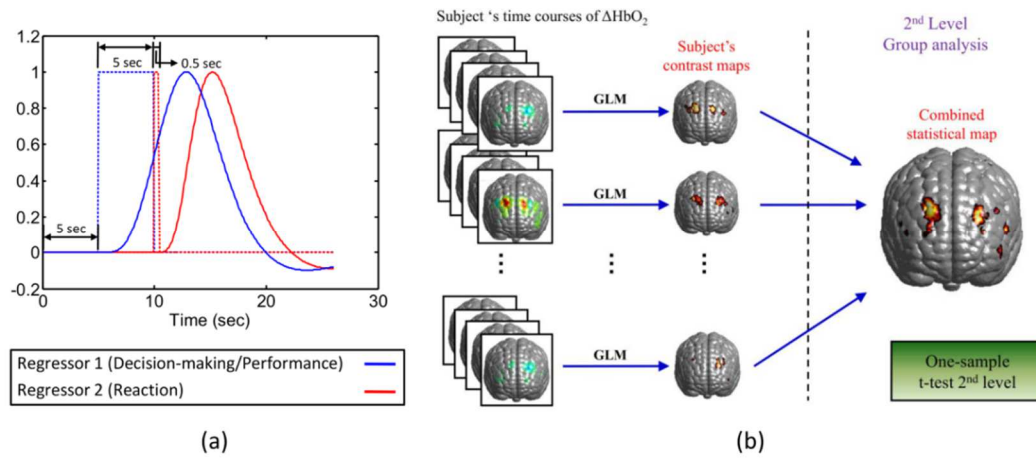 1.2
1
0.8
0.6
0.4
0.2
0
-0.2
5 sec
0.5 sec
5 sec
0 10 20 30
Time (sec)
Regressor 1 (Decision-making/Performance)
Regressor 2 (Reaction)
(a)
Subject 's time courses of ΔHbO₂
Subject's
contrast maps
GLM
GLM
...
...
...
GLM
2nd Level
Group analysis
Combined
statistical map
One-sample
t-test 2nd level
(b)